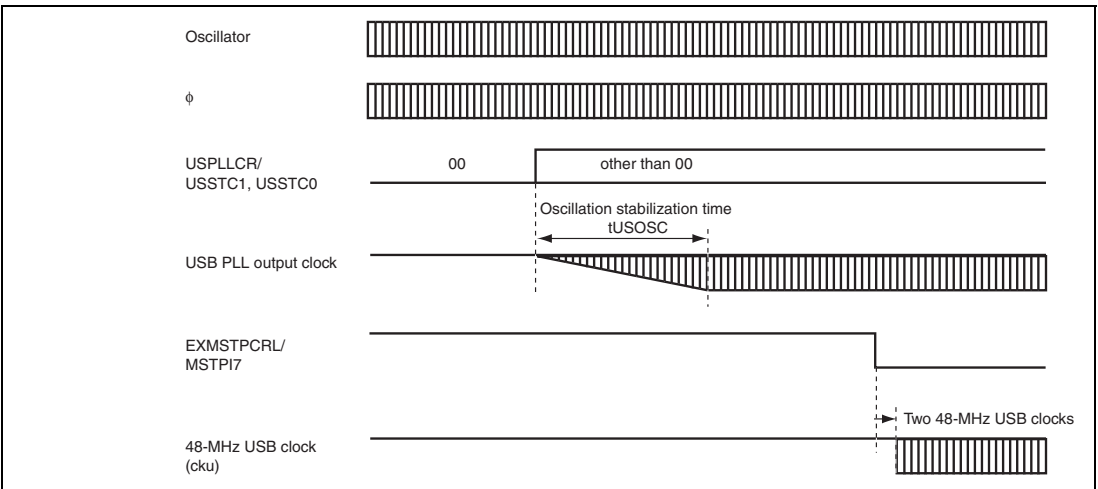 Oscillator
ϕ
USPLLCR/
USSTC1, USSTC0
00
other than 00
Oscillation stabilization time
tUSOSC
USB PLL output clock
EXMSTPCRL/
MSTPI7
Two 48-MHz USB clocks
48-MHz USB clock
(cku)